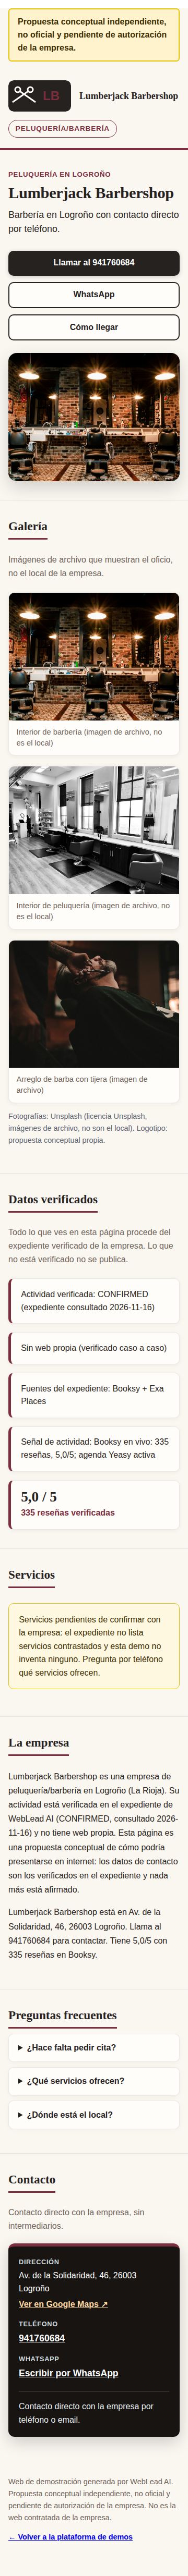 Propuesta conceptual independiente,
no oficial y pendiente de autorización
de la empresa.
LB
Lumberjack Barbershop
PELUQUERÍA/BARBERÍA
PELUQUERÍA EN LOGROÑO
Lumberjack Barbershop
Barbería en Logroño con contacto directo
por teléfono.
Llamar al 941760684
WhatsApp
Cómo llegar
Galería
Imágenes de archivo que muestran el oficio,
no el local de la empresa.
Interior de barbería (imagen de archivo, no
es el local)
Interior de peluquería (imagen de archivo, no
es el local)
Arreglo de barba con tijera (imagen de
archivo)
Fotografías: Unsplash (licencia Unsplash,
imágenes de archivo, no son el local). Logotipo:
propuesta conceptual propia.
Datos verificados
Todo lo que ves en esta página procede del
expediente verificado de la empresa. Lo que
no está verificado no se publica.
Actividad verificada: CONFIRMED
(expediente consultado 2026-11-16)
Sin web propia (verificado caso a caso)
Fuentes del expediente: Booksy + Exa
Places
Señal de actividad: Booksy en vivo: 335
reseñas, 5,0/5; agenda Yeasy activa
5,0 / 5
335 reseñas verificadas
Servicios
Servicios pendientes de confirmar con
la empresa: el expediente no lista
servicios contrastados y esta demo no
inventa ninguno. Pregunta por teléfono
qué servicios ofrecen.
La empresa
Lumberjack Barbershop es una empresa de
peluquería/barbería en Logroño (La Rioja). Su
actividad está verificada en el expediente de
WebLead AI (CONFIRMED, consultado 2026-
11-16) y no tiene web propia. Esta página es
una propuesta conceptual de cómo podría
presentarse en internet: los datos de contacto
son los verificados en el expediente y nada
más está afirmado.
Lumberjack Barbershop está en Av. de la
Solidaridad, 46, 26003 Logroño. Llama al
941760684 para contactar. Tiene 5,0/5 con
335 reseñas en Booksy.
Preguntas frecuentes
¿Hace falta pedir cita?
¿Qué servicios ofrecen?
¿Dónde está el local?
Contacto
Contacto directo con la empresa, sin
intermediarios.
DIRECCIÓN
Av. de la Solidaridad, 46, 26003
Logroño
Ver en Google Maps ↗
TELÉFONO
941760684
WHATSAPP
Escribir por WhatsApp
Contacto directo con la empresa por
teléfono o email.
Web de demostración generada por WebLead AI.
Propuesta conceptual independiente, no oficial y
pendiente de autorización de la empresa. No es la
web contratada de la empresa.
← Volver a la plataforma de demos